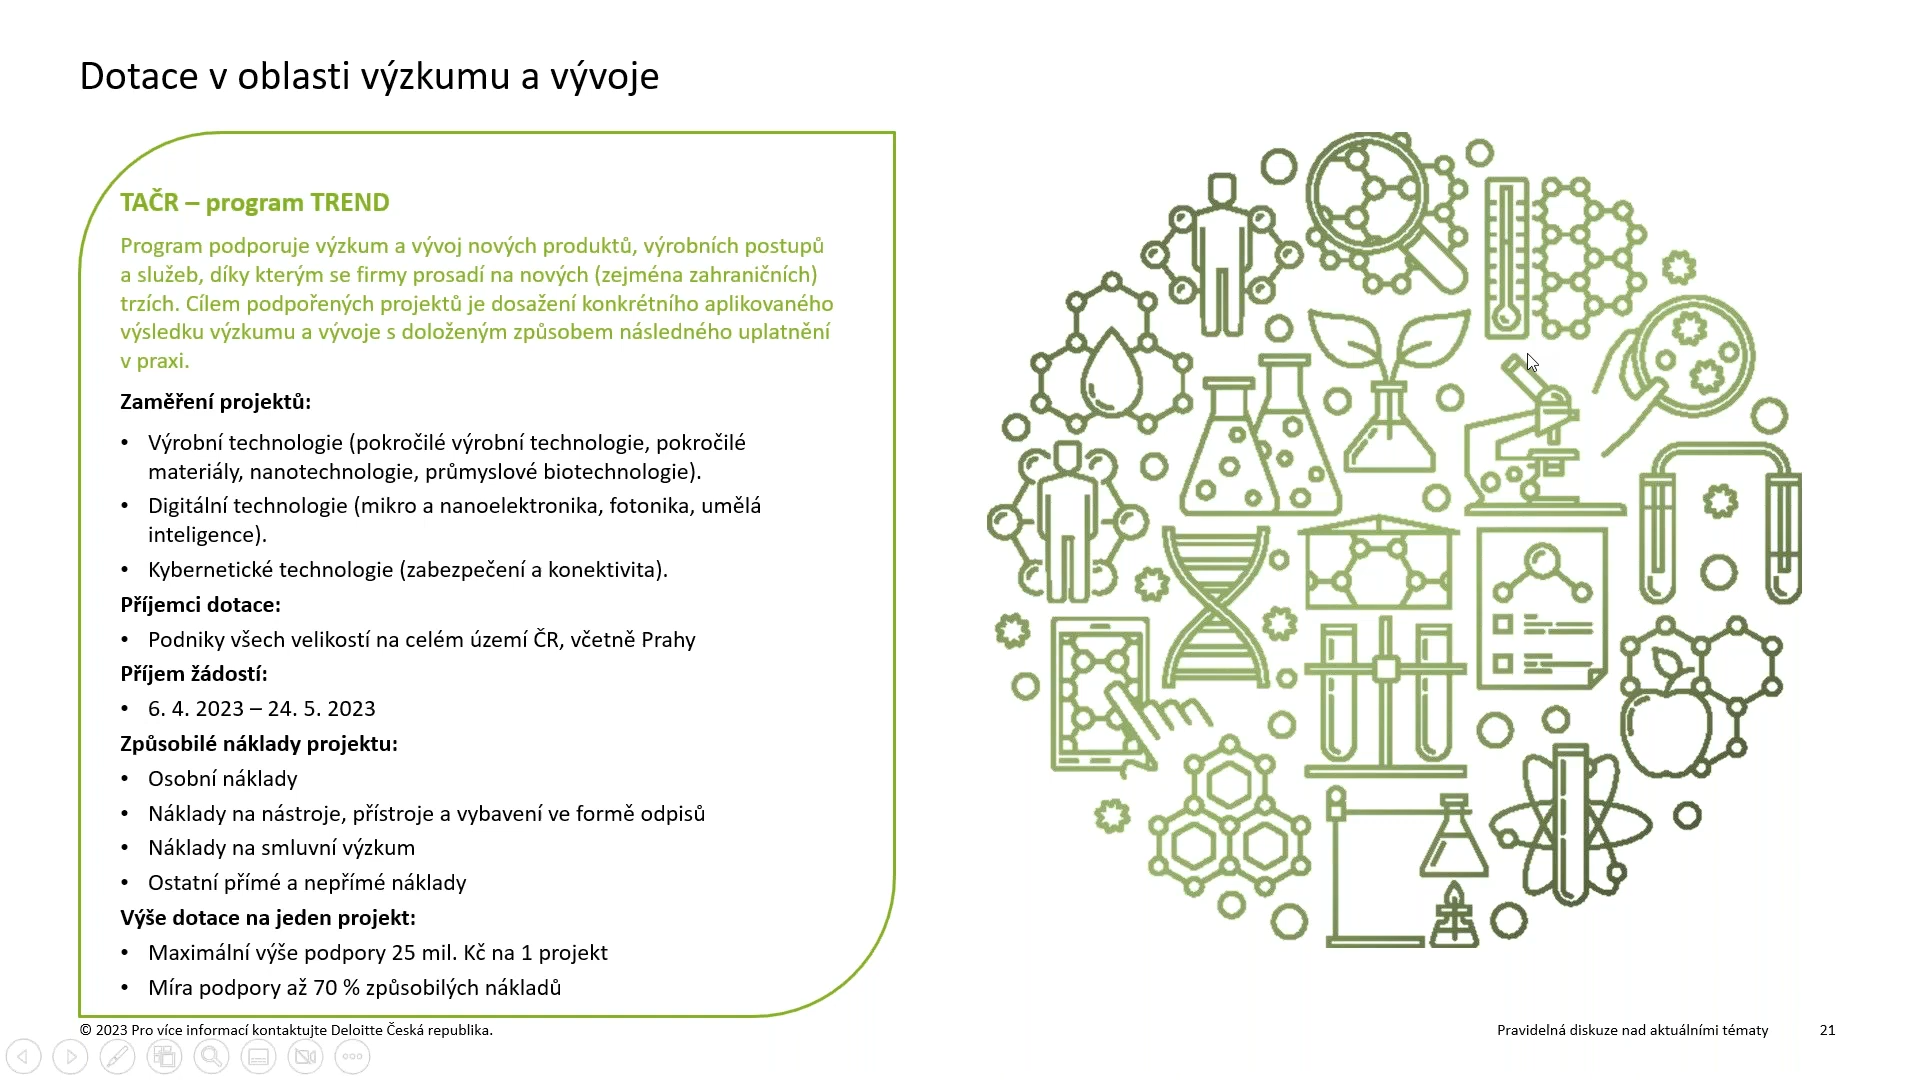 Dotace v oblasti výzkumu a vývoje
TAČR – program TREND
Program podporuje výzkum a vývoj nových produktů, výrobních postupů
a služeb, díky kterým se firmy prosadí na nových (zejména zahraničních)
trzích. Cílem podpořených projektů je dosažení konkrétního aplikovaného
výsledku výzkumu a vývoje s doloženým způsobem následného uplatnění
v praxi.
Zaměření projektů:
• Výrobní technologie (pokročilé výrobní technologie, pokročilé
materiály, nanotechnologie, průmyslové biotechnologie).
• Digitální technologie (mikro a nanoelektronika, fotonika, umělá
inteligence).
• Kybernetické technologie (zabezpečení a konektivita).
Příjemci dotace:
• Podniky všech velikostí na celém území ČR, včetně Prahy
Příjem žádostí:
• 6. 4. 2023 – 24. 5. 2023
Způsobilé náklady projektu:
• Osobní náklady
• Náklady na nástroje, přístroje a vybavení ve formě odpisů
• Náklady na smluvní výzkum
• Ostatní přímé a nepřímé náklady
Výše dotace na jeden projekt:
• Maximální výše podpory 25 mil. Kč na 1 projekt
• Míra podpory až 70 % způsobilých nákladů
© 2023 Pro více informací kontaktujte Deloitte Česká republika.
Pravidelná diskuze nad aktuálními tématy 21